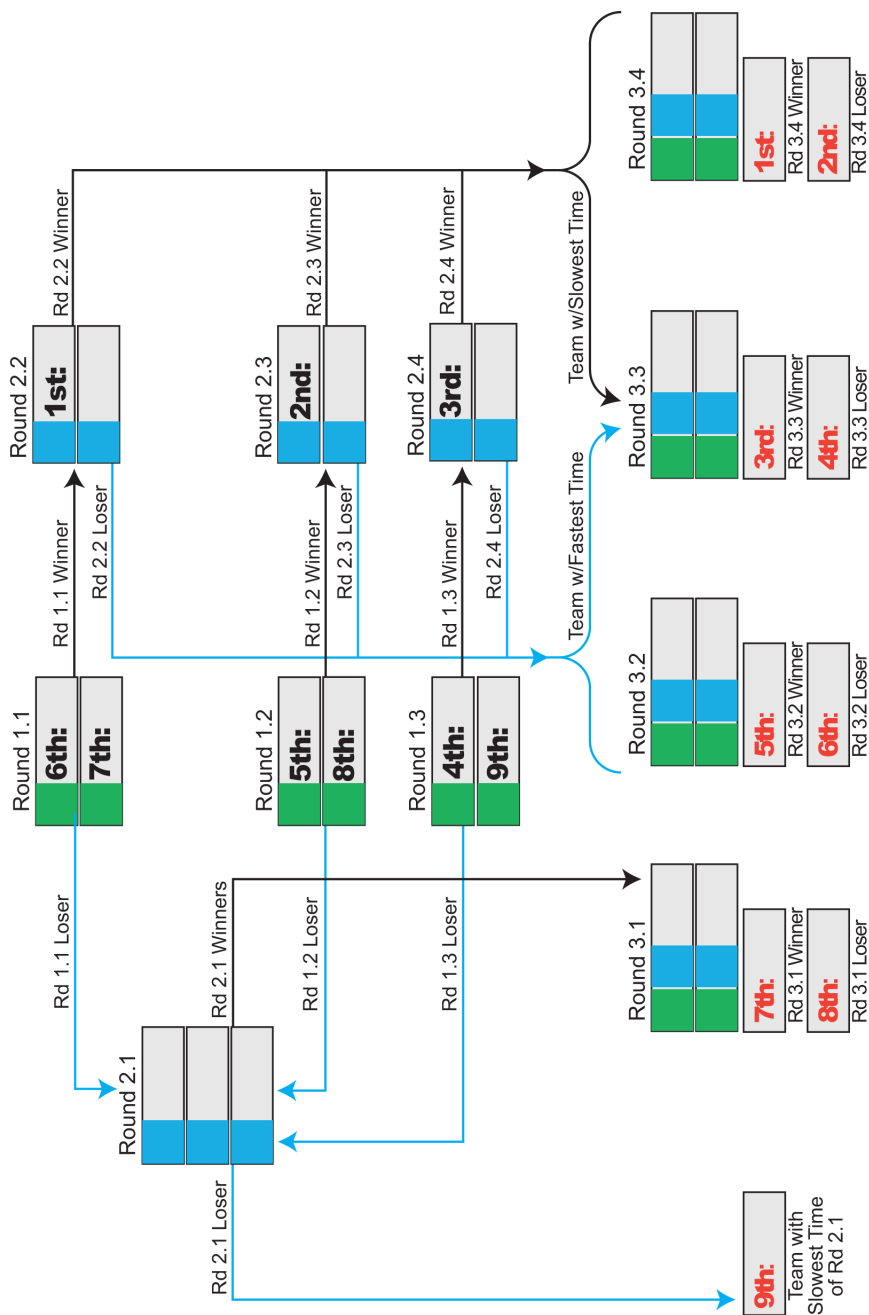 Round 1.1
6th:
7th:
Rd 1.1 Loser
Rd 1.1 Winner
Round 1.2
5th:
8th:
Rd 1.2 Loser
Rd 1.2 Winner
Round 1.3
4th:
9th:
Rd 1.3 Loser
Rd 1.3 Winner
Round 2.1
Rd 2.1 Loser
Rd 2.1 Winners
Round 2.2
1st:
Rd 2.2 Loser
Rd 2.2 Winner
Round 2.3
2nd:
Rd 2.3 Loser
Rd 2.3 Winner
Round 2.4
3rd:
Rd 2.4 Loser
Rd 2.4 Winner
Team w/Fastest Time
Team w/Slowest Time
9th:
Team with
Slowest Time
of Rd 2.1
Round 3.1
7th:
Rd 3.1 Winner
8th:
Rd 3.1 Loser
Round 3.2
5th:
Rd 3.2 Winner
6th:
Rd 3.2 Loser
Round 3.3
3rd:
Rd 3.3 Winner
4th:
Rd 3.3 Loser
Round 3.4
1st:
Rd 3.4 Winner
2nd:
Rd 3.4 Loser